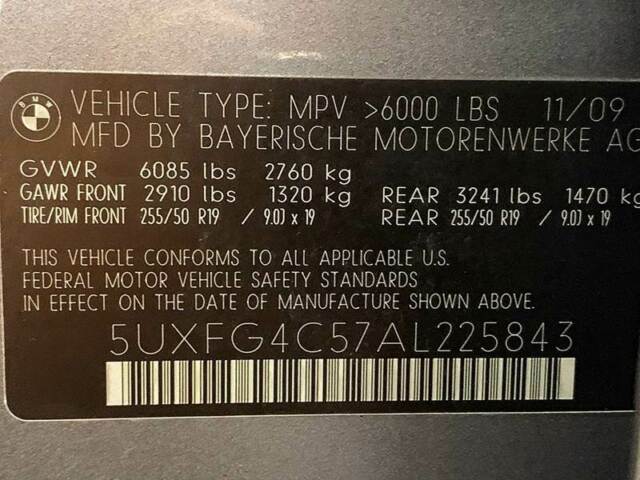 BMW
VEHICLE TYPE: MPV >6000 LBS 11/09
MFD BY BAYERISCHE MOTORENWERKE AG
GVWR 6085 lbs 2760 kg
GAWR FRONT 2910 lbs 1320 kg REAR 3241 lbs 1470 kg
TIRE/RIM FRONT 255/50 R19 / 9.0J x 19 REAR 255/50 R19 / 9.0J x 19
THIS VEHICLE CONFORMS TO ALL APPLICABLE U.S.
FEDERAL MOTOR VEHICLE SAFETY STANDARDS
IN EFFECT ON THE DATE OF MANUFACTURE SHOWN ABOVE.
5UXFG4C57AL225843